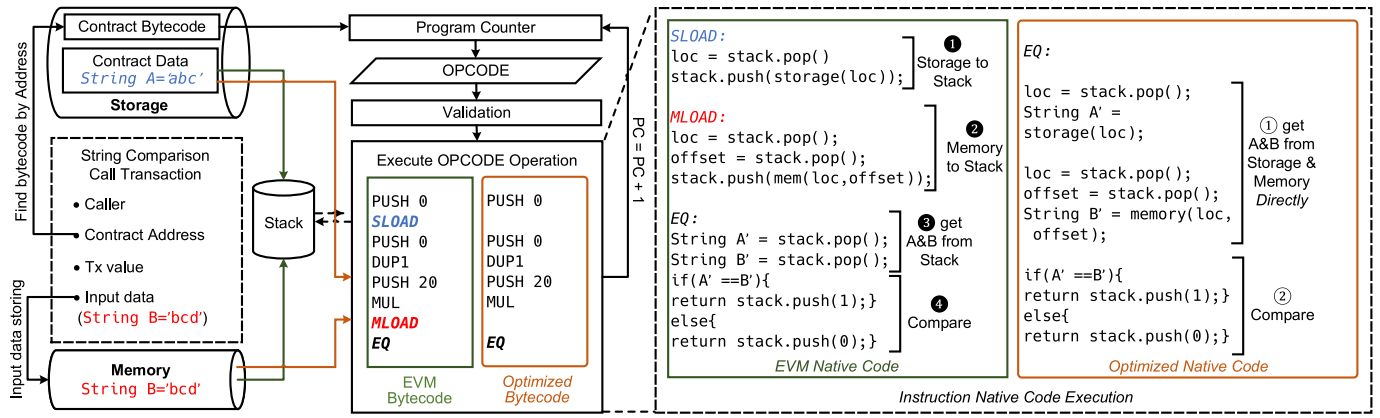 Find bytecode by Address
Contract Bytecode
Contract Data
String A='abc'
Storage
String Comparison
Call Transaction
• Caller
• Contract Address
• Tx value
• Input data
(String B='bcd')
Input data storing
Memory
String B='bcd'
Stack
Program Counter
OPCODE
Validation
PC = PC + 1
Execute OPCODE Operation
PUSH 0
SLOAD
PUSH 0
DUP1
PUSH 20
MUL
MLOAD
EQ
EVM
Bytecode
PUSH 0
PUSH 0
DUP1
PUSH 20
MUL
EQ
Optimized
Bytecode
SLOAD:
loc = stack.pop()
stack.push(storage(loc));
❶
Storage to
Stack
MLOAD:
loc = stack.pop();
offset = stack.pop();
stack.push(mem(loc,offset));
❷
Memory
to Stack
EQ:
String A' = stack.pop();
String B' = stack.pop();
❸ get
A&B from
Stack
if(A' ==B'){
return stack.push(1);}
else{
return stack.push(0);}
❹
Compare
EVM Native Code
EQ:
loc = stack.pop();
String A' =
storage(loc);
loc = stack.pop();
offset = stack.pop();
String B' = memory(loc,
offset);
① get
A&B from
Storage &
Memory
Directly
if(A' ==B'){
return stack.push(1);}
else{
return stack.push(0);}
②
Compare
Optimized Native Code
Instruction Native Code Execution